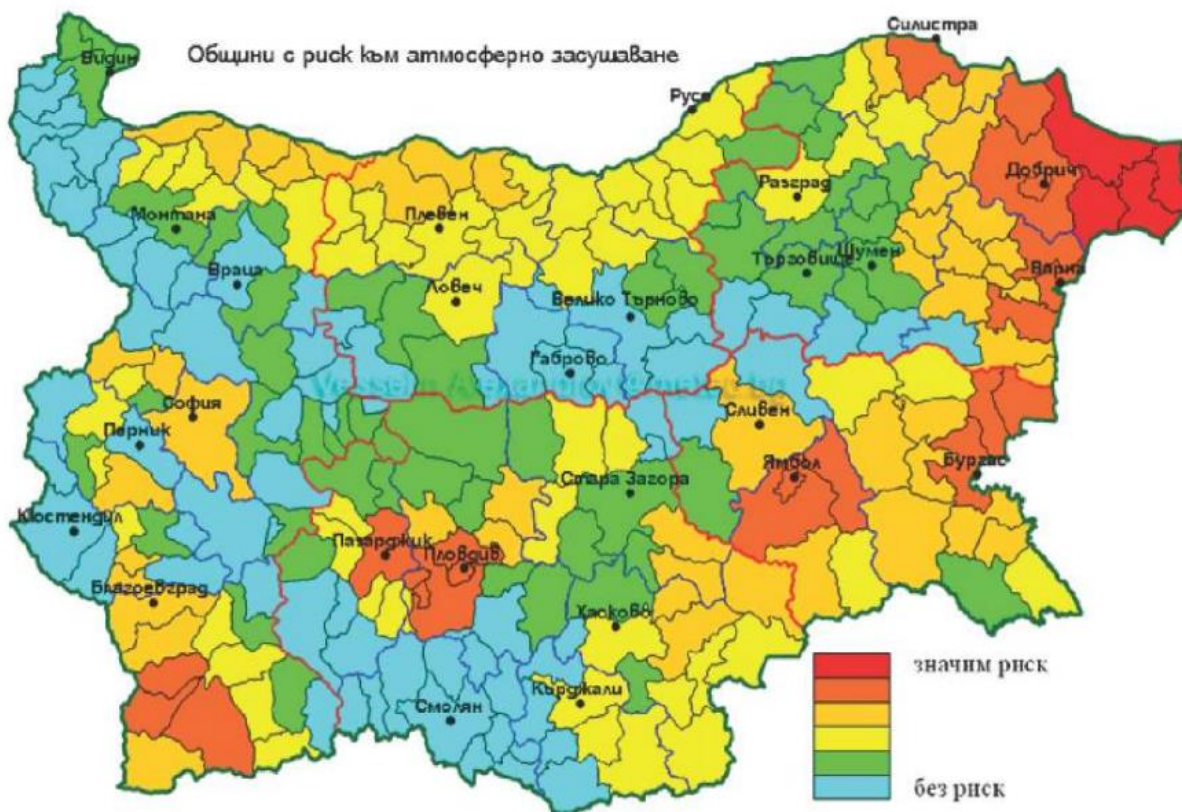 Общини с риск към атмосферно засушаване
Силистра
Видин
Русе
Добрич
Разград
Монтана
Плевен
Шумен
Търговище
Варна
Враца
Ловеч
Велико Търново
Габрово
София
Перник
Сливен
Ямбол
Бургас
Стара Загора
Кюстендил
Пазарджик
Пловдив
Благоевград
Хасково
Кирджали
Смолян
значим риск
без риск